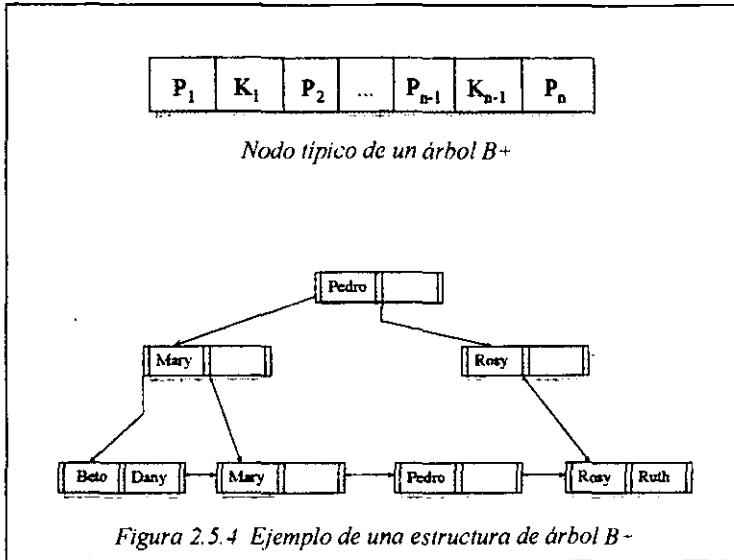 P1 K1 P2 ... Pn-1 Kn-1 Pn
Nodo típico de un árbol B+
Pedro
Mary Rosy
Beto Dany Mary Pedro Rosy Ruth
Figura 2.5.4 Ejemplo de una estructura de árbol B+